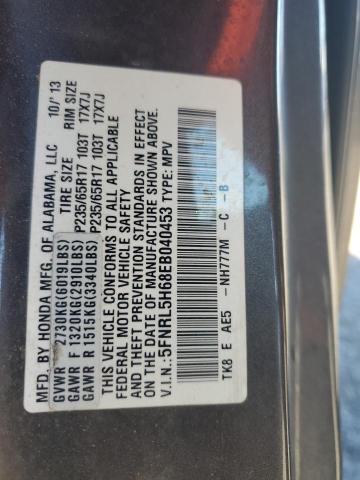 MFD. BY HONDA MFG. OF ALABAMA, LLC 10/'13
GVWR 2730KG(6019LBS) TIRE SIZE RIM SIZE
GAWR F 1320KG(2910LBS) P235/65R17 103T 17X7J
GAWR R 1515KG(3340LBS) P235/65R17 103T 17X7J
THIS VEHICLE CONFORMS TO ALL APPLICABLE
FEDERAL MOTOR VEHICLE SAFETY
AND THEFT PREVENTION STANDARDS IN EFFECT
ON THE DATE OF MANUFACTURE SHOWN ABOVE.
V.I.N.: 5FNRL5H68EB040453 TYPE: MPV
TK8 E AE5 -NH777M -C -B